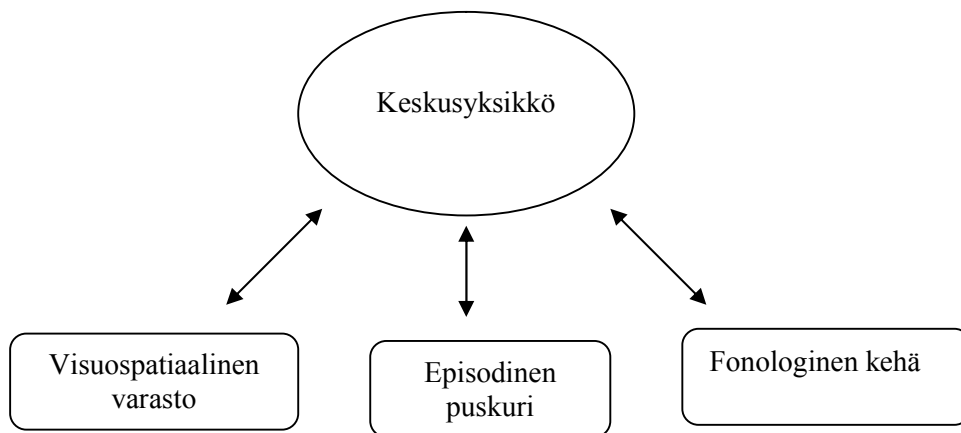 Keskusyksikkö
Visuospatiaalinen
varasto
Episodinen
puskuri
Fonologinen kehä